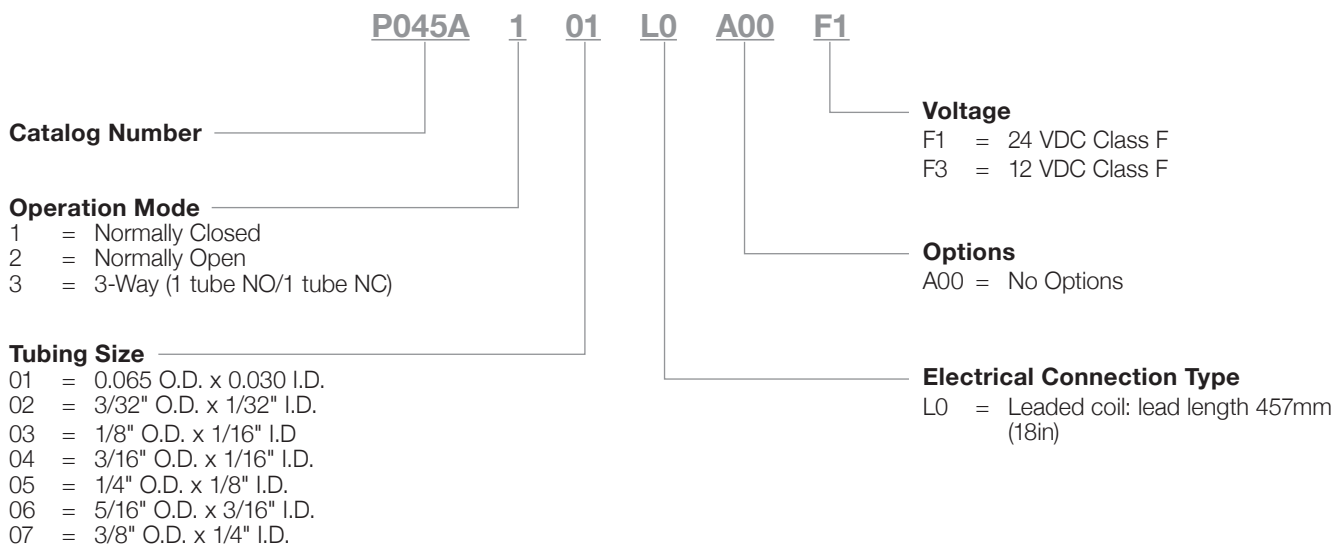 P045A 1 01 L0 A00 F1
Catalog Number
Operation Mode
1 = Normally Closed
2 = Normally Open
3 = 3-Way (1 tube NO/1 tube NC)
Tubing Size
01 = 0.065 O.D. x 0.030 I.D.
02 = 3/32" O.D. x 1/32" I.D.
03 = 1/8" O.D. x 1/16" I.D
04 = 3/16" O.D. x 1/16" I.D.
05 = 1/4" O.D. x 1/8" I.D.
06 = 5/16" O.D. x 3/16" I.D.
07 = 3/8" O.D. x 1/4" I.D.
Voltage
F1 = 24 VDC Class F
F3 = 12 VDC Class F
Options
A00 = No Options
Electrical Connection Type
L0 = Leaded coil: lead length 457mm
(18in)